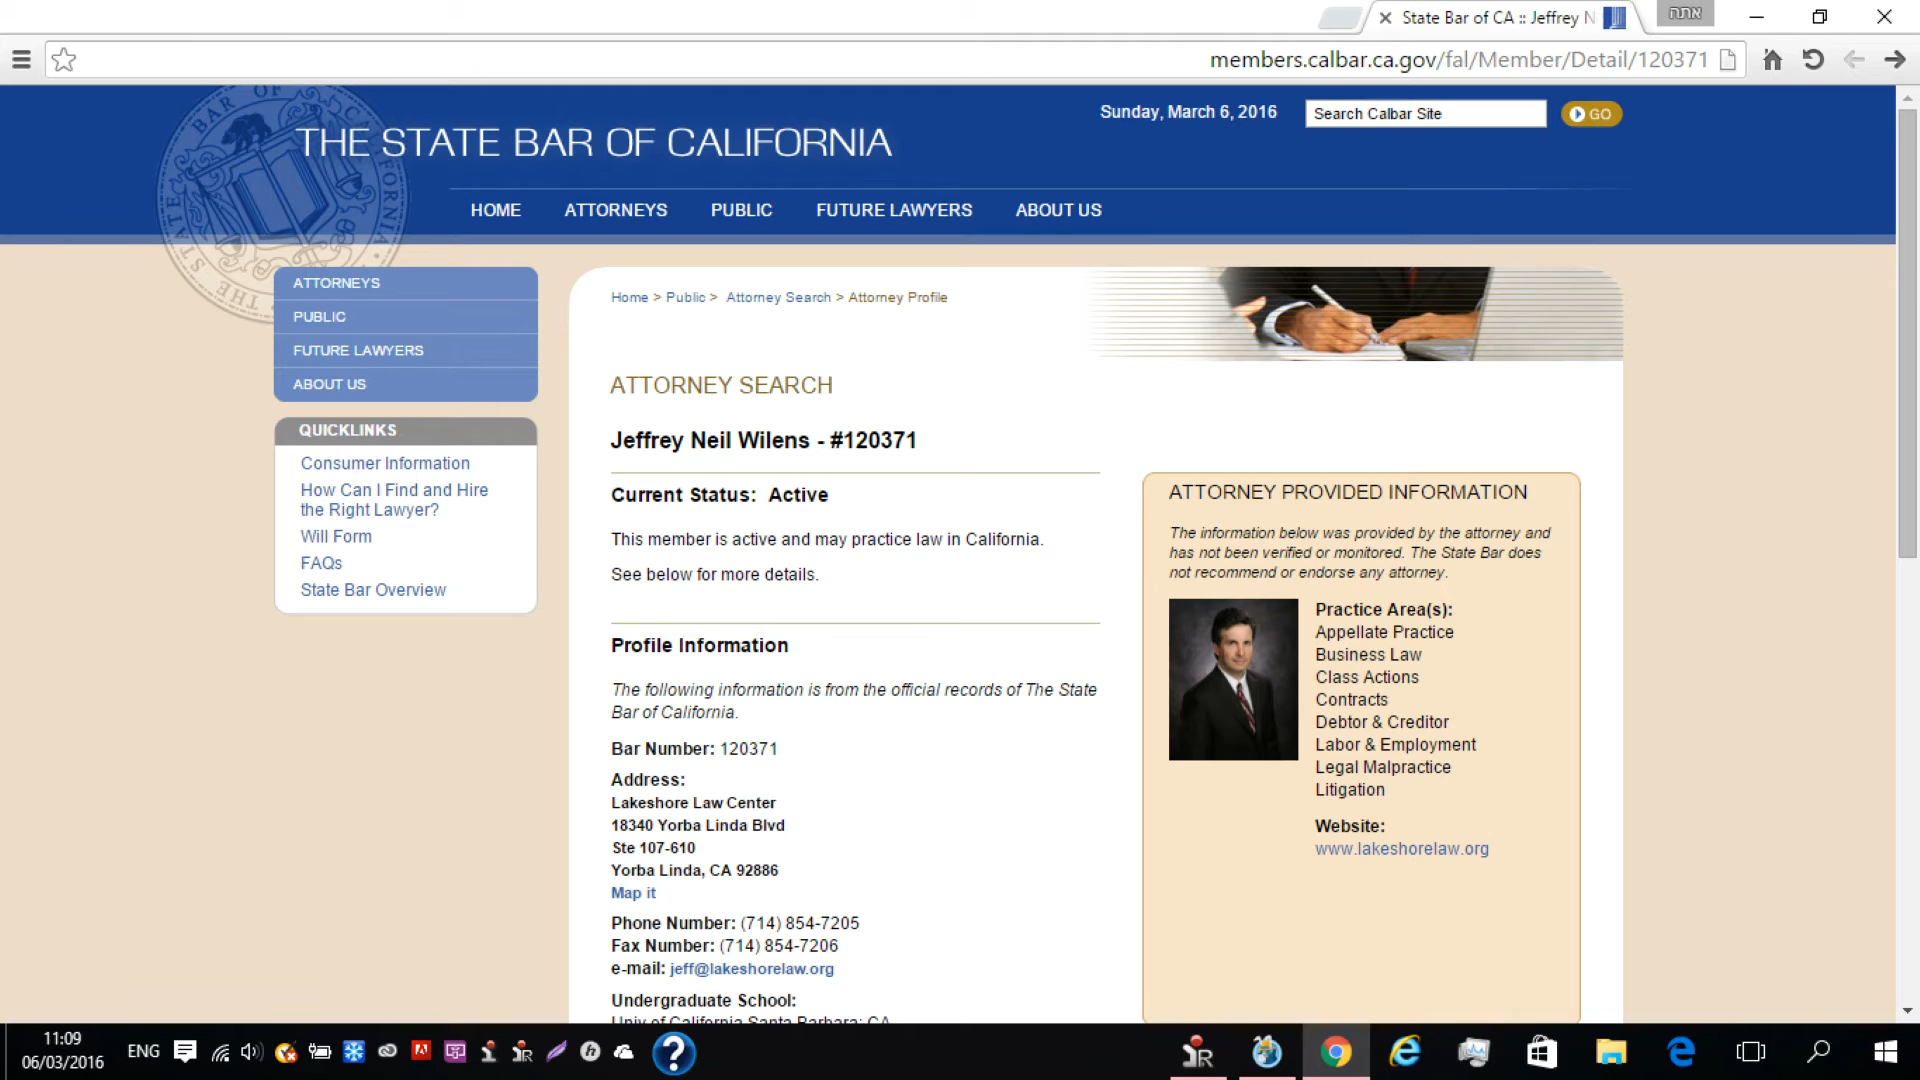 State Bar of CA :: Jeffrey N
אתה
members.calbar.ca.gov/fal/Member/Detail/120371
THE STATE BAR OF CALIFORNIA
Sunday, March 6, 2016
Search Calbar Site
GO
HOME ATTORNEYS PUBLIC FUTURE LAWYERS ABOUT US
ATTORNEYS
PUBLIC
FUTURE LAWYERS
ABOUT US
QUICKLINKS
Consumer Information
How Can I Find and Hire
the Right Lawyer?
Will Form
FAQs
State Bar Overview
Home > Public > Attorney Search > Attorney Profile
ATTORNEY SEARCH
Jeffrey Neil Wilens - #120371
Current Status: Active
This member is active and may practice law in California.
See below for more details.
Profile Information
The following information is from the official records of The State
Bar of California.
Bar Number: 120371
Address:
Lakeshore Law Center
18340 Yorba Linda Blvd
Ste 107-610
Yorba Linda, CA 92886
Map it
Phone Number: (714) 854-7205
Fax Number: (714) 854-7206
e-mail: jeff@lakeshorelaw.org
Undergraduate School:
Univ of California Santa Barbara; CA
ATTORNEY PROVIDED INFORMATION
The information below was provided by the attorney and
has not been verified or monitored. The State Bar does
not recommend or endorse any attorney.
Practice Area(s):
Appellate Practice
Business Law
Class Actions
Contracts
Debtor & Creditor
Labor & Employment
Legal Malpractice
Litigation
Website:
www.lakeshorelaw.org
11:09
06/03/2016
ENG